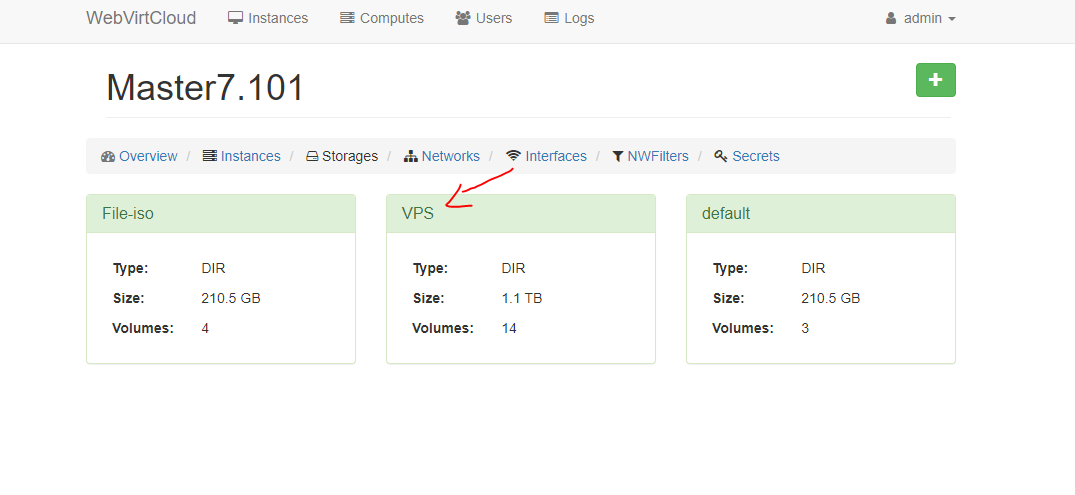 WebVirtCloud Instances Computes Users Logs admin
Master7.101
Overview / Instances / Storages / Networks / Interfaces / NWFilters / Secrets
File-iso VPS default
Type: DIR Type: DIR Type: DIR
Size: 210.5 GB Size: 1.1 TB Size: 210.5 GB
Volumes: 4 Volumes: 14 Volumes: 3